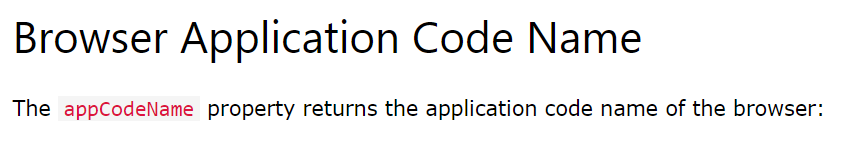 Browser Application Code Name
The appCodeName property returns the application code name of the browser: